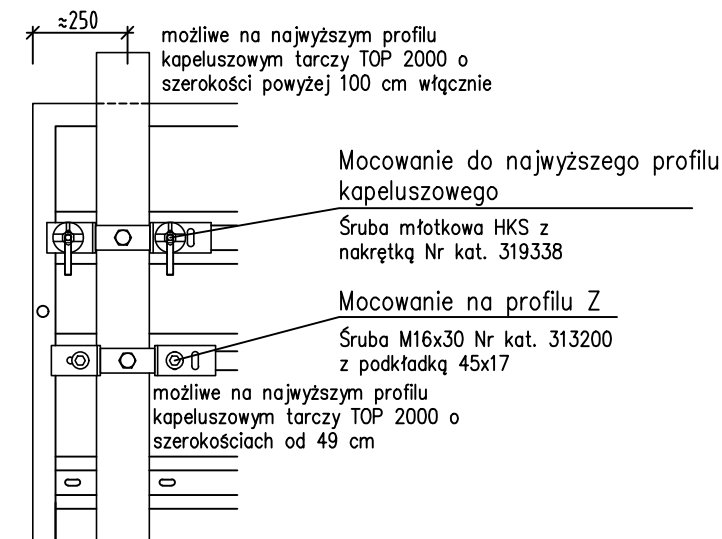 ≈250
możliwe na najwyższym profilu
kapeluszowym tarczy TOP 2000 o
szerokości powyżej 100 cm włącznie
Mocowanie do najwyższego profilu
kapeluszowego
Śruba młotkowa HKS z
nakrętką Nr kat. 319338
Mocowanie na profilu Z
Śruba M16x30 Nr kat. 313200
z podkładką 45x17
możliwe na najwyższym profilu
kapeluszowym tarczy TOP 2000 o
szerokościach od 49 cm